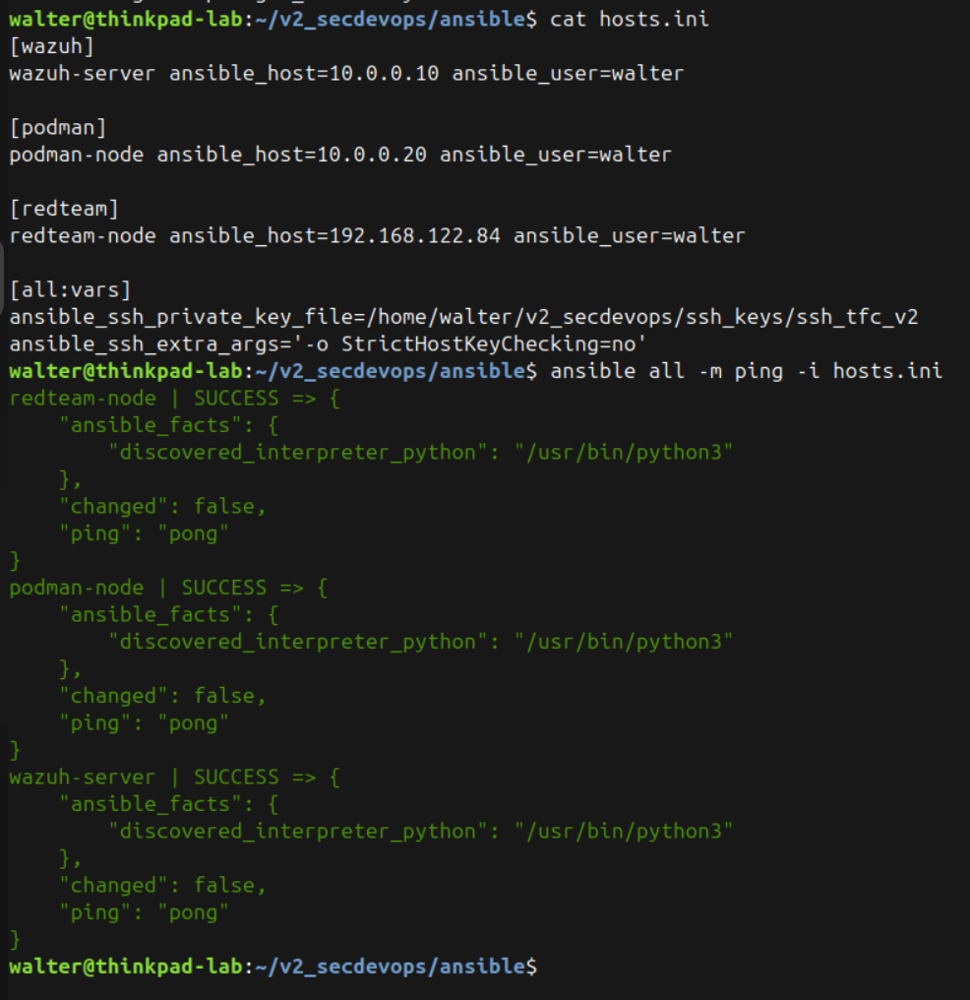 walter@thinkpad-lab:~/v2_secdevops/ansible$ cat hosts.ini
[wazuh]
wazuh-server ansible_host=10.0.0.10 ansible_user=walter
[podman]
podman-node ansible_host=10.0.0.20 ansible_user=walter
[redteam]
redteam-node ansible_host=192.168.122.84 ansible_user=walter
[all:vars]
ansible_ssh_private_key_file=/home/walter/v2_secdevops/ssh_keys/ssh_tfc_v2
ansible_ssh_extra_args='-o StrictHostKeyChecking=no'
walter@thinkpad-lab:~/v2_secdevops/ansible$ ansible all -m ping -i hosts.ini
redteam-node | SUCCESS => {
    "ansible_facts": {
        "discovered_interpreter_python": "/usr/bin/python3"
    },
    "changed": false,
    "ping": "pong"
}
podman-node | SUCCESS => {
    "ansible_facts": {
        "discovered_interpreter_python": "/usr/bin/python3"
    },
    "changed": false,
    "ping": "pong"
}
wazuh-server | SUCCESS => {
    "ansible_facts": {
        "discovered_interpreter_python": "/usr/bin/python3"
    },
    "changed": false,
    "ping": "pong"
}
walter@thinkpad-lab:~/v2_secdevops/ansible$